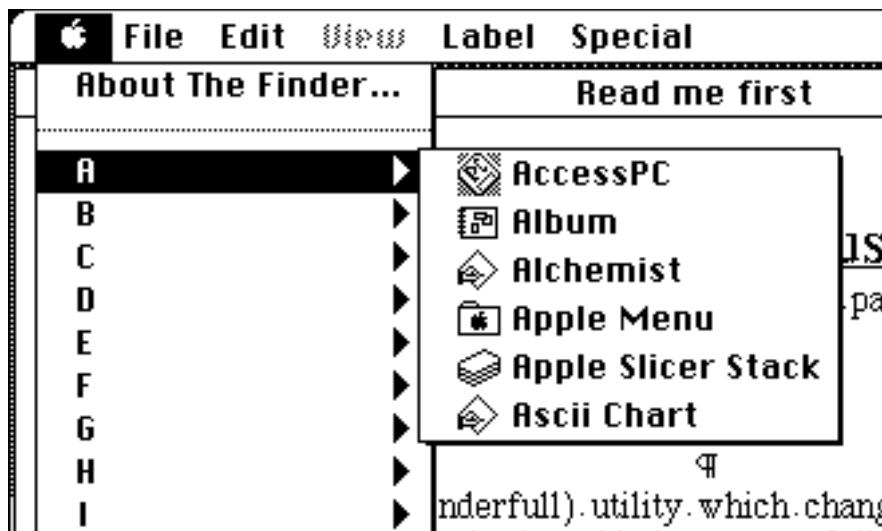 File Edit View Label Special
About The Finder...
Read me first
A
AccessPC
Album
Alchemist
Apple Menu
Apple Slicer Stack
Ascii Chart
B
C
D
E
F
G
H
I
¶
nderfull).utility.which.chang